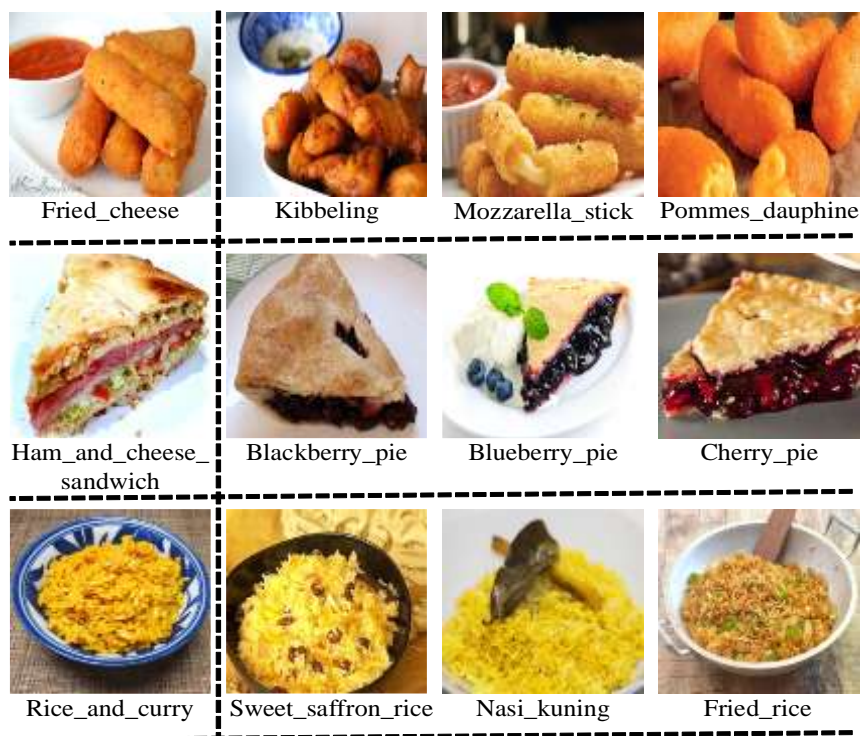 Fried_cheese
Kibbeling
Mozzarella_stick
Pommes_dauphine
Ham_and_cheese_
sandwich
Blackberry_pie
Blueberry_pie
Cherry_pie
Rice_and_curry
Sweet_saffron_rice
Nasi_kuning
Fried_rice